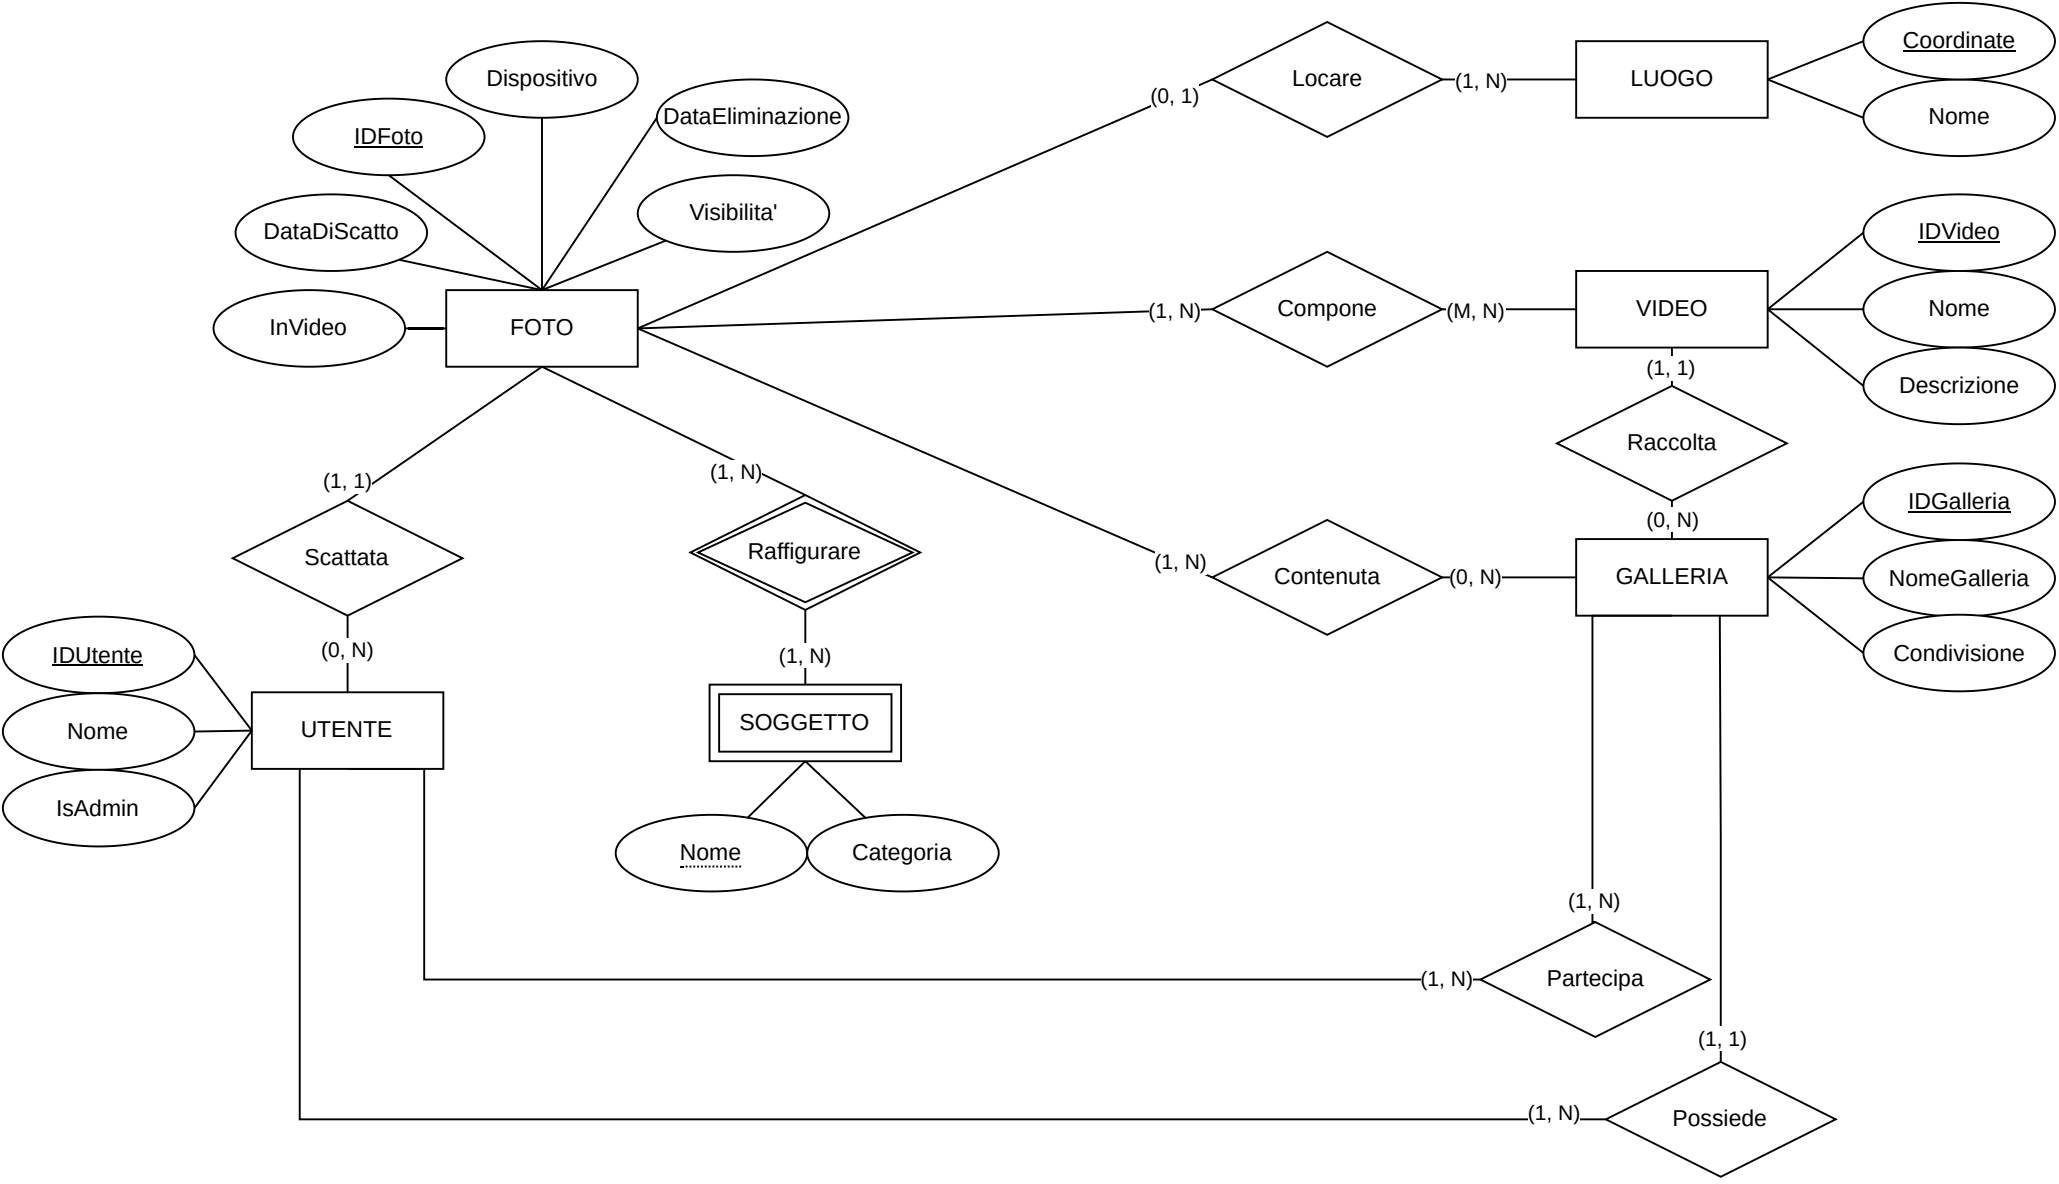 Coordinate
Dispositivo
Locare
LUOGO
(0, 1)
(1, N)
DataEliminazione
Nome
IDFoto
Visibilita'
DataDiScatto
IDVideo
InVideo
FOTO
(1, N)
Compone
(M, N)
VIDEO
Nome
(1, 1)
Descrizione
Raccolta
(1, 1)
(1, N)
IDGalleria
(0, N)
Scattata
Raffigurare
(1, N)
Contenuta
(0, N)
GALLERIA
NomeGalleria
(0, N)
(1, N)
Condivisione
IDUtente
Nome
UTENTE
SOGGETTO
IsAdmin
Nome
Categoria
(1, N)
(1, N)
Partecipa
(1, 1)
(1, N)
Possiede